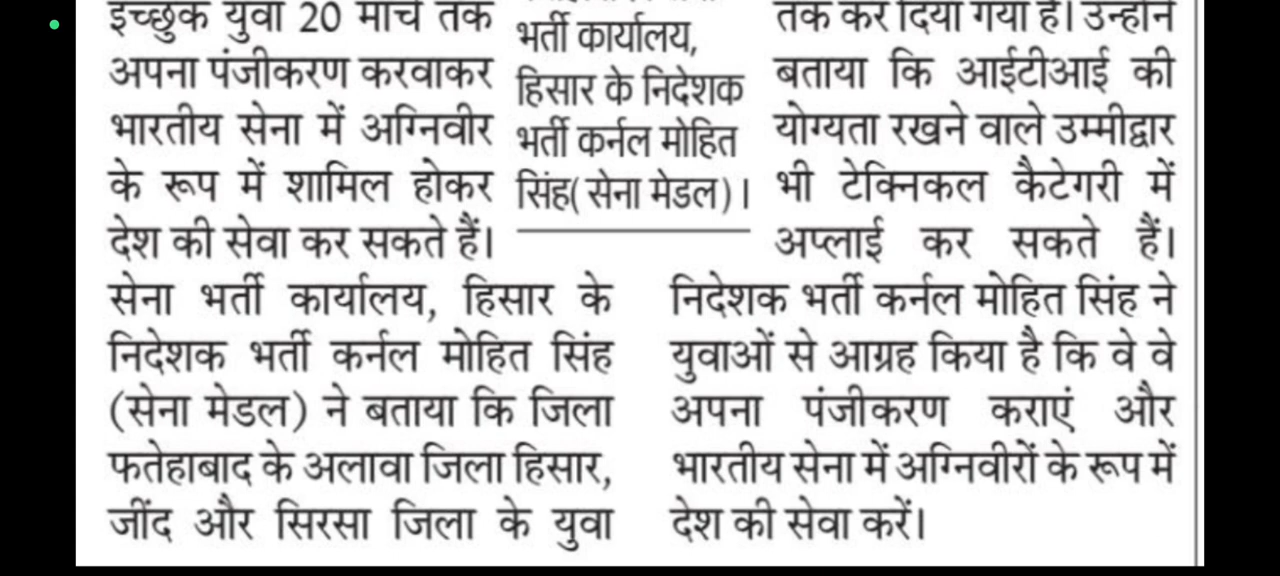 इच्छुक युवा 20 मार्च तक
अपना पंजीकरण करवाकर
भारतीय सेना में अग्निवीर
के रूप में शामिल होकर
देश की सेवा कर सकते हैं।
सेना भर्ती कार्यालय, हिसार के
निदेशक भर्ती कर्नल मोहित सिंह
(सेना मेडल) ने बताया कि जिला
फतेहाबाद के अलावा जिला हिसार,
जींद और सिरसा जिला के युवा
भर्ती कार्यालय,
हिसार के निदेशक
भर्ती कर्नल मोहित
सिंह( सेना मेडल) ।
तक कर दिया गया है। उन्होंने
बताया कि आईटीआई की
योग्यता रखने वाले उम्मीद्वार
भी टेक्निकल कैटेगरी में
अप्लाई कर सकते हैं।
निदेशक भर्ती कर्नल मोहित सिंह ने
युवाओं से आग्रह किया है कि वे वे
अपना पंजीकरण कराएं और
भारतीय सेना में अग्निवीरों के रूप में
देश की सेवा करें।